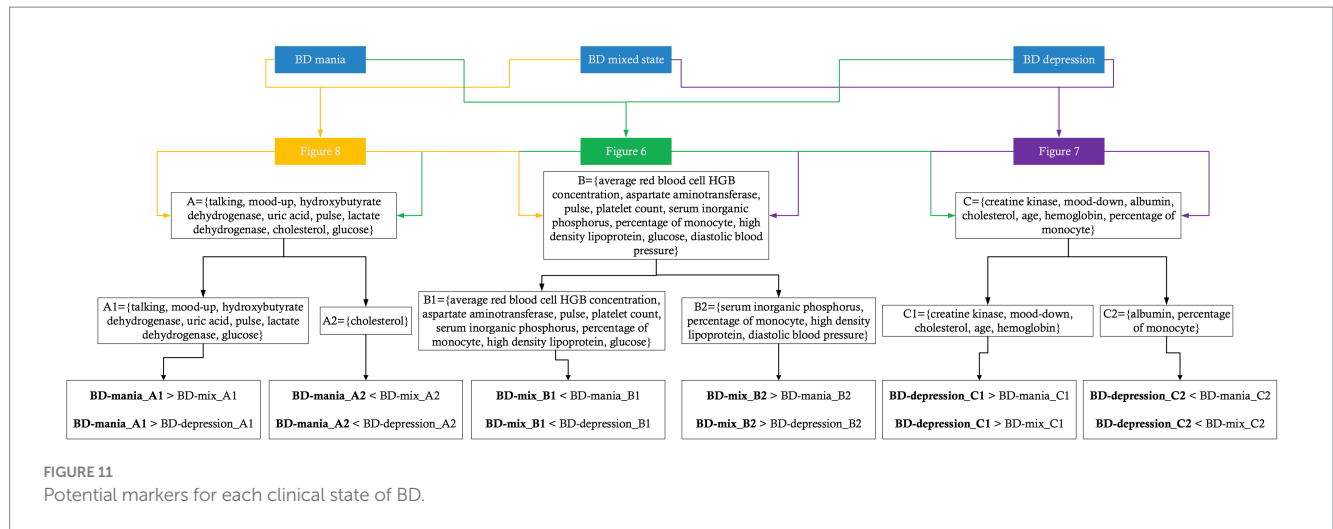 BD mania
BD mixed state
BD depression
Figure 8
Figure 6
Figure 7
A={talking, mood-up, hydroxybutyrate
dehydrogenase, uric acid, pulse, lactate
dehydrogenase, cholesterol, glucose}
B={average red blood cell HGB
concentration, aspartate aminotransferase,
pulse, platelet count, serum inorganic
phosphorus, percentage of monocyte, high
density lipoprotein, glucose, diastolic blood
pressure}
C={creatine kinase, mood-down, albumin,
cholesterol, age, hemoglobin, percentage of
monocyte}
A1={talking, mood-up, hydroxybutyrate
dehydrogenase, uric acid, pulse, lactate
dehydrogenase, glucose}
A2={cholesterol}
B1={average red blood cell HGB concentration,
aspartate aminotransferase, pulse, platelet count,
serum inorganic phosphorus, percentage of
monocyte, high density lipoprotein, glucose}
B2={serum inorganic phosphorus,
percentage of monocyte, high density
lipoprotein, diastolic blood pressure}
C1={creatine kinase, mood-down,
cholesterol, age, hemoglobin}
C2={albumin, percentage
of monocyte}
BD-mania_A1 > BD-mix_A1
BD-mania_A1 > BD-depression_A1
BD-mania_A2 < BD-mix_A2
BD-mania_A2 < BD-depression_A2
BD-mix_B1 < BD-mania_B1
BD-mix_B1 < BD-depression_B1
BD-mix_B2 > BD-mania_B2
BD-mix_B2 > BD-depression_B2
BD-depression_C1 > BD-mania_C1
BD-depression_C1 > BD-mix_C1
BD-depression_C2 < BD-mania_C2
BD-depression_C2 < BD-mix_C2
FIGURE 11
Potential markers for each clinical state of BD.